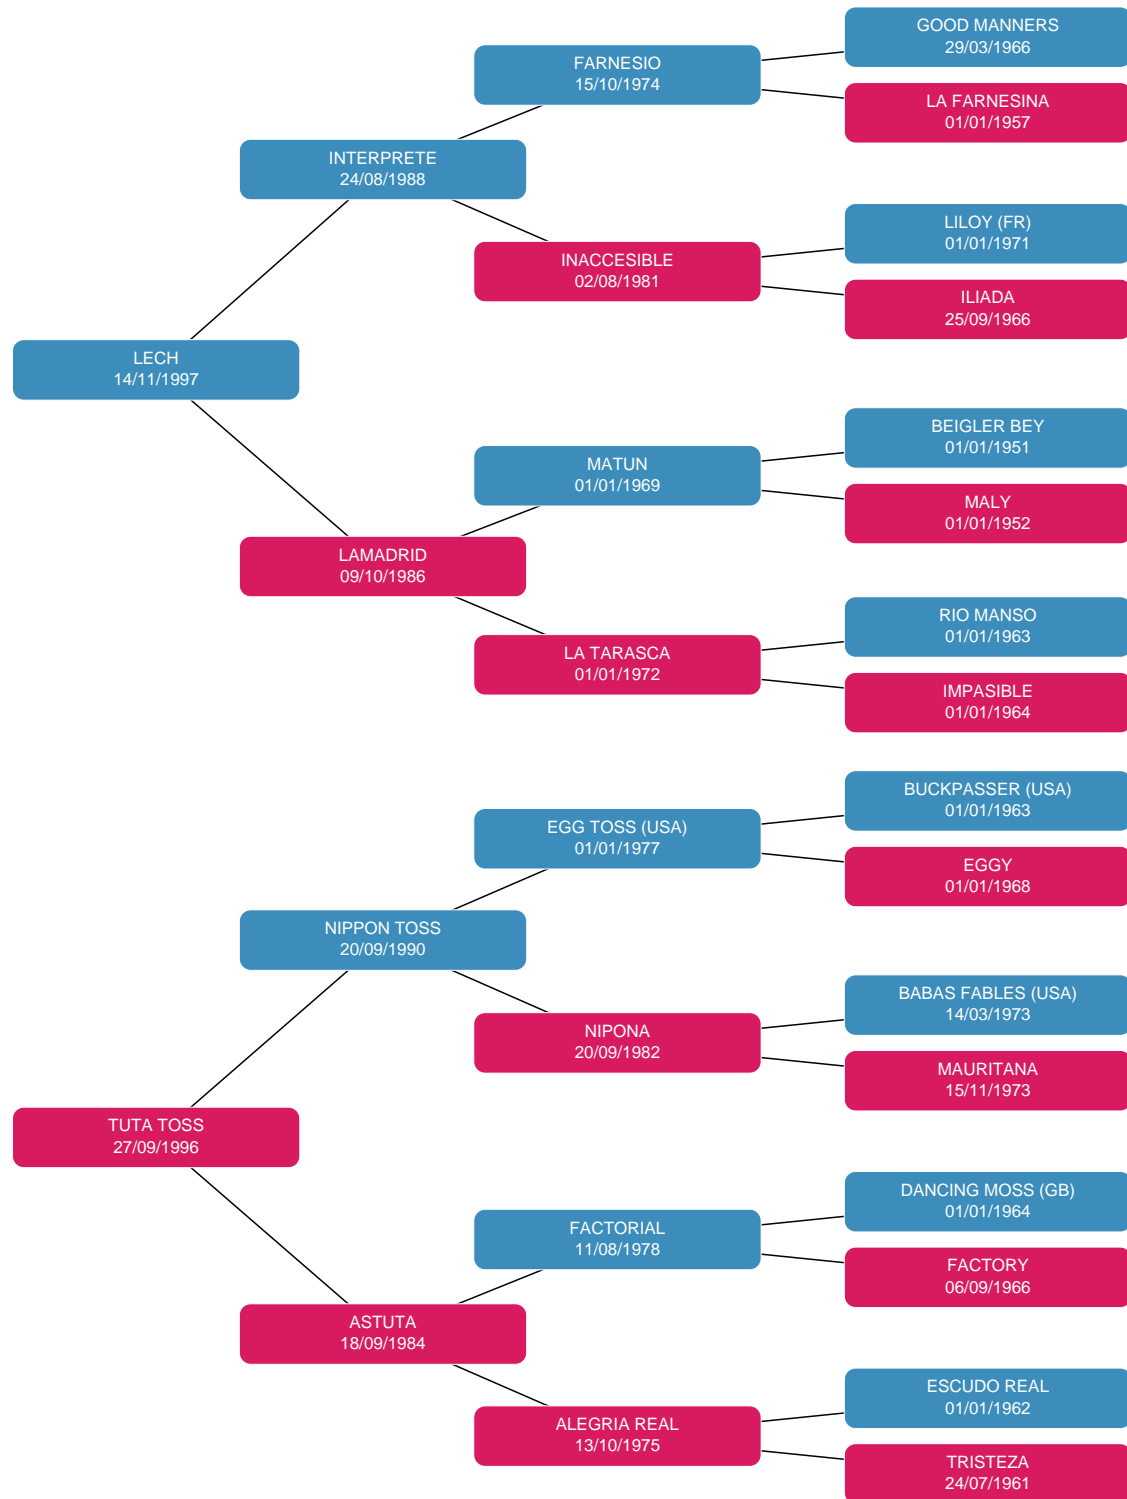 GOOD MANNERS
29/03/1966
FARNESIO
15/10/1974
LA FARNESINA
01/01/1957
INTERPRETE
24/08/1988
LILOY (FR)
01/01/1971
INACCESIBLE
02/08/1981
ILIADA
25/09/1966
LECH
14/11/1997
BEIGLER BEY
01/01/1951
MATUN
01/01/1969
MALY
01/01/1952
LAMADRID
09/10/1986
RIO MANSO
01/01/1963
LA TARASCA
01/01/1972
IMPASIBLE
01/01/1964
BUCKPASSER (USA)
01/01/1963
EGG TOSS (USA)
01/01/1977
EGGY
01/01/1968
NIPPON TOSS
20/09/1990
BABAS FABLES (USA)
14/03/1973
NIPONA
20/09/1982
MAURITANA
15/11/1973
TUTA TOSS
27/09/1996
DANCING MOSS (GB)
01/01/1964
FACTORIAL
11/08/1978
FACTORY
06/09/1966
ASTUTA
18/09/1984
ESCUDO REAL
01/01/1962
ALEGRIA REAL
13/10/1975
TRISTEZA
24/07/1961